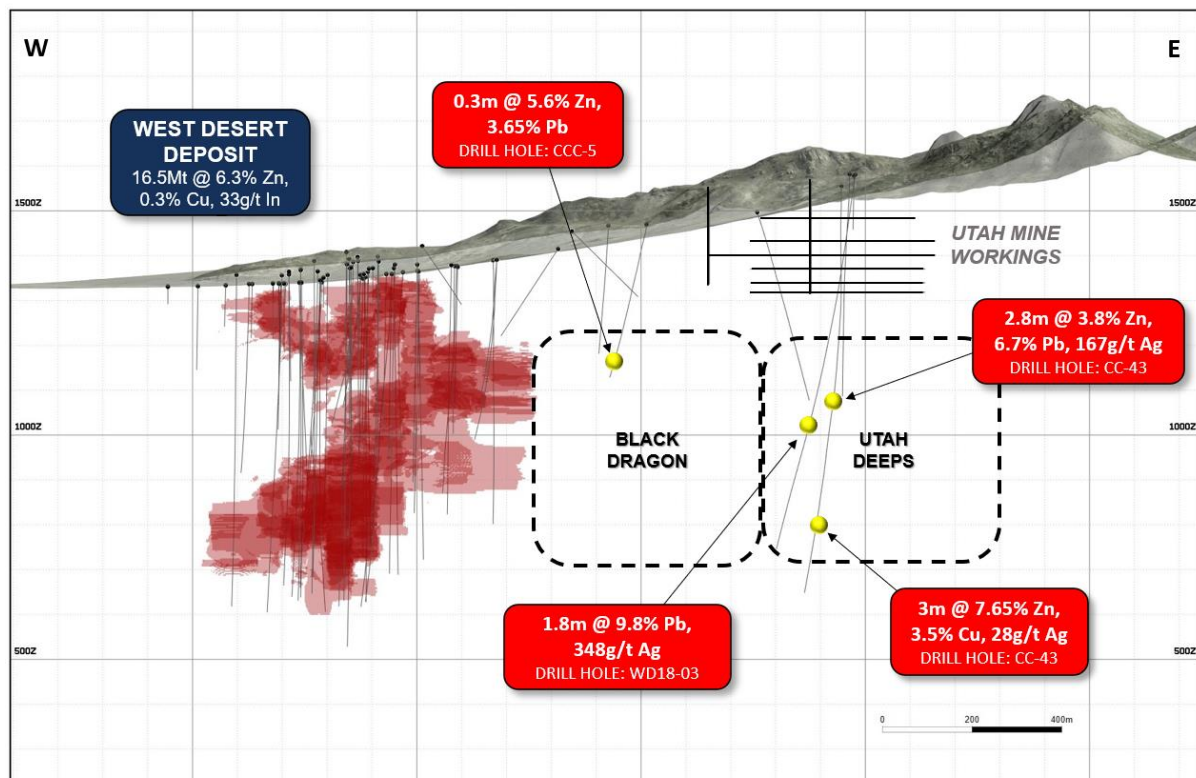 W
E
WEST DESERT
DEPOSIT
16.5Mt @ 6.3% Zn,
0.3% Cu, 33g/t In
0.3m @ 5.6% Zn,
3.65% Pb
DRILL HOLE: CCC-5
1500Z
1500Z
UTAH MINE
WORKINGS
2.8m @ 3.8% Zn,
6.7% Pb, 167g/t Ag
DRILL HOLE: CC-43
1000Z
1000Z
BLACK
DRAGON
UTAH
DEEPS
1.8m @ 9.8% Pb,
348g/t Ag
DRILL HOLE: WD18-03
3m @ 7.65% Zn,
3.5% Cu, 28g/t Ag
DRILL HOLE: CC-43
500Z
500Z
0 200 400m